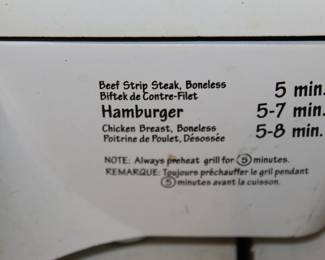 Beef Strip Steak, Boneless 5 min.
Biftek de Contre-Filet
Hamburger 5-7 min.
Chicken Breast, Boneless 5-8 min.
Poitrine de Poulet, Désossée
NOTE: Always preheat grill for 5 minutes.
REMARQUE: Toujours préchauffer le gril pendant
5 minutes avant la cuisson.